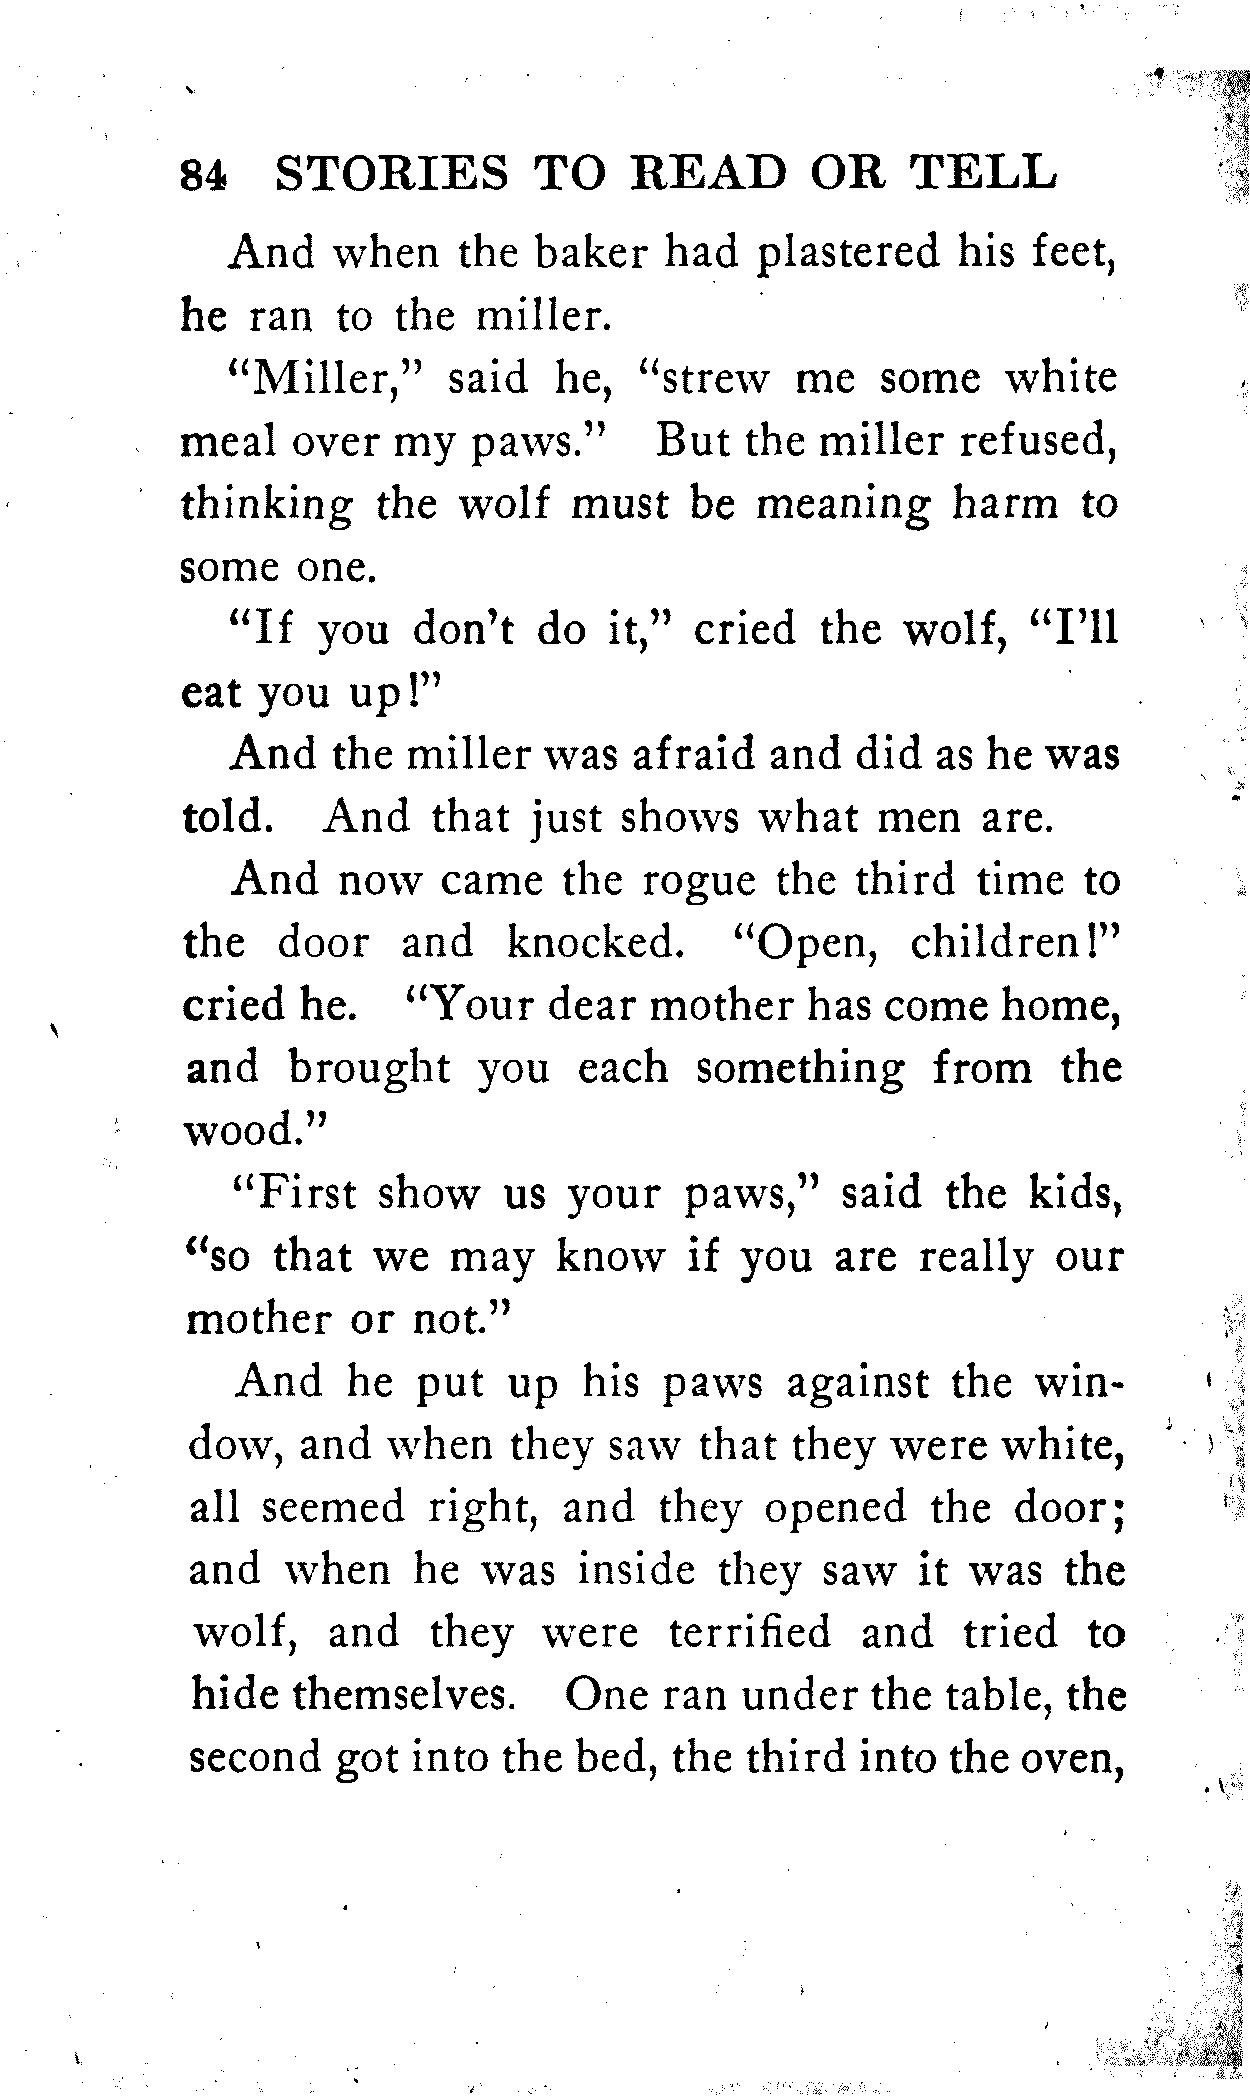 84 STORIES TO READ OR TELL
And when the baker had plastered his feet,
he ran to the miller.
“Miller,” said he, “strew me some white
meal over my paws.” But the miller refused,
thinking the wolf must be meaning harm to
some one.
“If you don’t do it,” cried the wolf, “I’ll
eat you up!”
And the miller was afraid and did as he was
told. And that just shows what men are.
And now came the rogue the third time to
the door and knocked. “Open, children!”
cried he. “Your dear mother has come home,
and brought you each something from the
wood.”
“First show us your paws,” said the kids,
“so that we may know if you are really our
mother or not.”
And he put up his paws against the win-
dow, and when they saw that they were white,
all seemed right, and they opened the door;
and when he was inside they saw it was the
wolf, and they were terrified and tried to
hide themselves. One ran under the table, the
second got into the bed, the third into the oven,